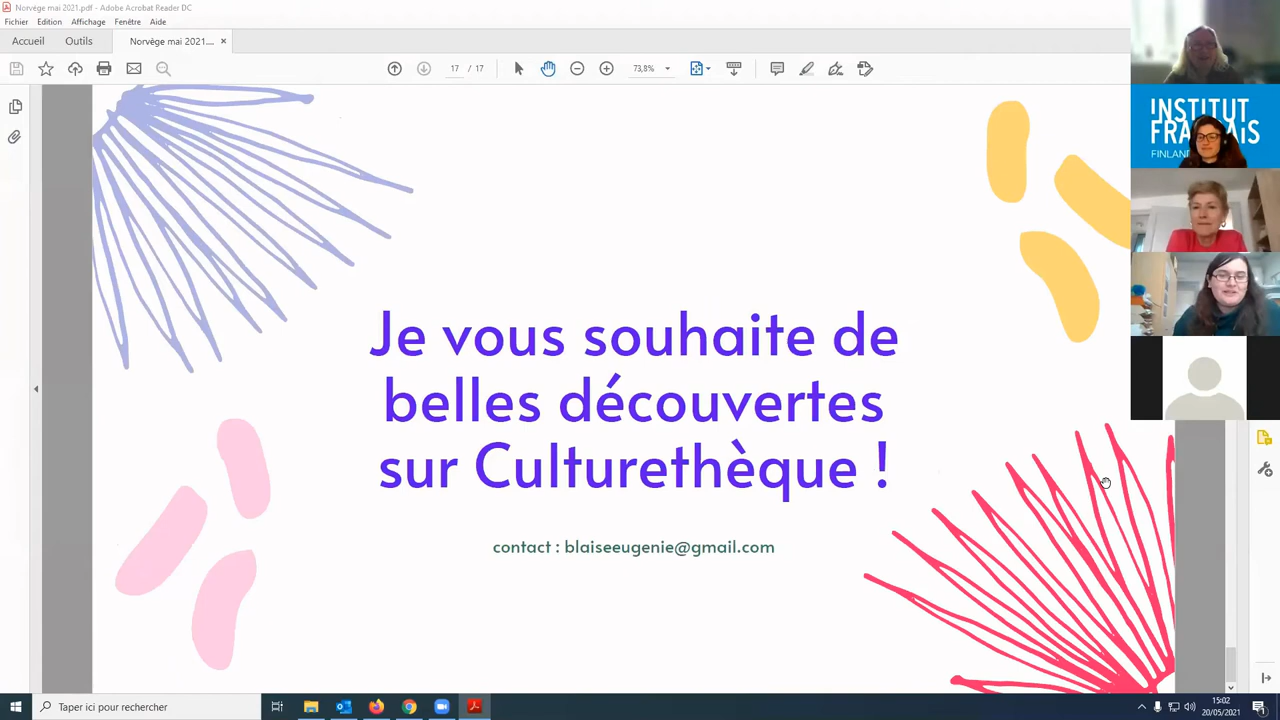 Norvège mai 2021.pdf - Adobe Acrobat Reader DC
Fichier Edition Affichage Fenêtre Aide
Accueil Outils Norvège mai 2021.... ×
17 / 17 73,8%
INSTITUT
FRANÇAIS
FINLANDE
Je vous souhaite de
belles découvertes
sur Culturethèque !
contact : blaiseeugenie@gmail.com
Taper ici pour rechercher
15:02
20/05/2021
1